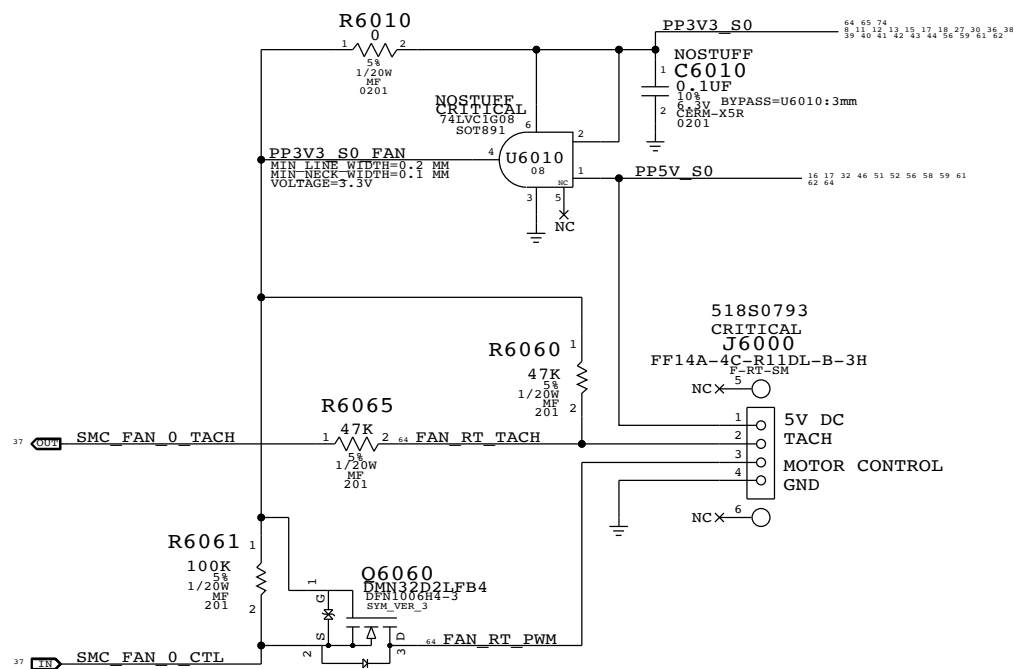 R6010
0
1 2
5%
1/20W
MF
0201
PP3V3_S0
64 65 74
8 11 12 13 15 17 18 27 30 36 38
39 40 41 42 43 44 56 59 61 62
NOSTUFF
C6010
1
0.1UF
10%
6.3V
BYPASS=U6010:3mm
2
CERM-X5R
0201
NOSTUFF
CRITICAL
74LVC1G08
SOT891
6
2
4
U6010
08
1
NC
3
5
NC
PP3V3_S0_FAN
MIN_LINE_WIDTH=0.2 MM
MIN_NECK_WIDTH=0.1 MM
VOLTAGE=3.3V
PP5V_S0
16 17 32 46 51 52 56 58 59 61
62 64
518S0793
CRITICAL
J6000
FF14A-4C-R11DL-B-3H
F-RT-SM
NC 5
1 5V DC
2 TACH
3 MOTOR CONTROL
4 GND
NC 6
R6060
1
47K
5%
1/20W
MF
201
2
R6065
47K
1 2
5%
1/20W
MF
201
37 OUT SMC_FAN_0_TACH
64 FAN_RT_TACH
R6061
1
100K
5%
1/20W
MF
201
2
Q6060
DMN32D2LFB4
DFN1006H4-3
SYM_VER_3
1
G
S
D
2
3
64 FAN_RT_PWM
37 IN SMC_FAN_0_CTL